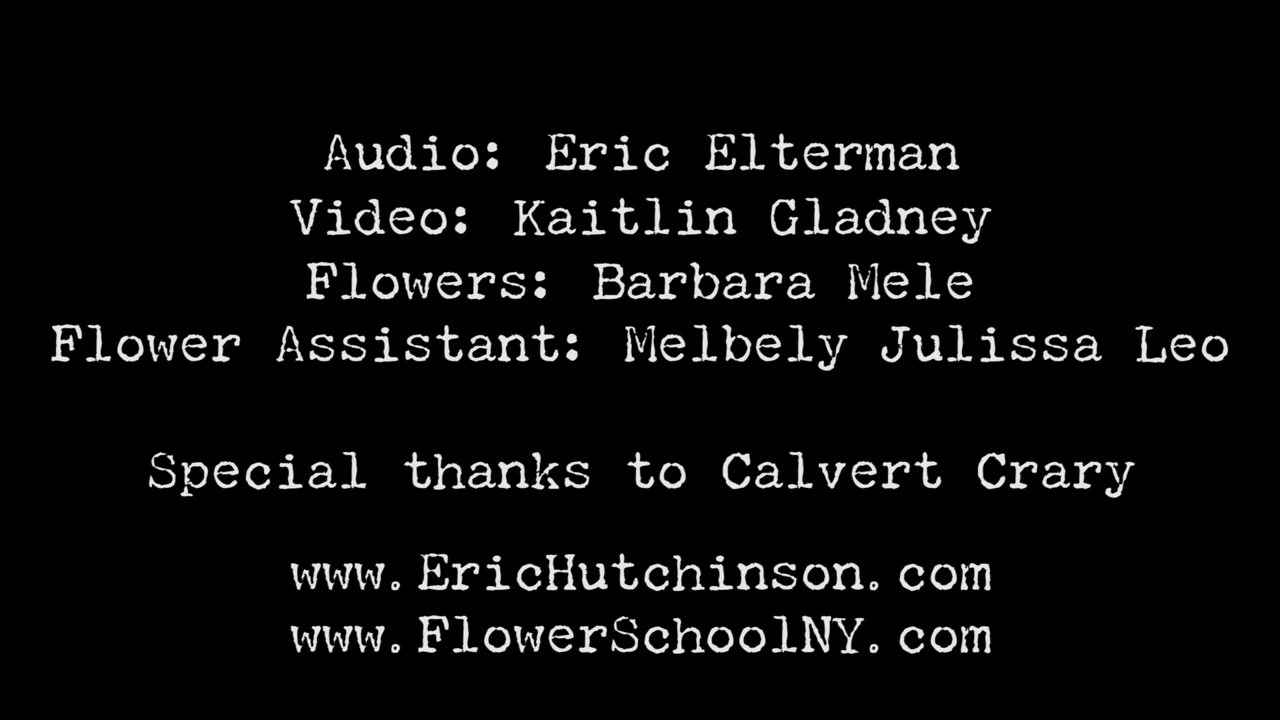 Audio: Eric Elterman
Video: Kaitlin Gladney
Flowers: Barbara Mele
Flower Assistant: Melbely Julissa Leo
Special thanks to Calvert Crary
www.EricHutchinson.com
www.FlowerSchoolNY.com